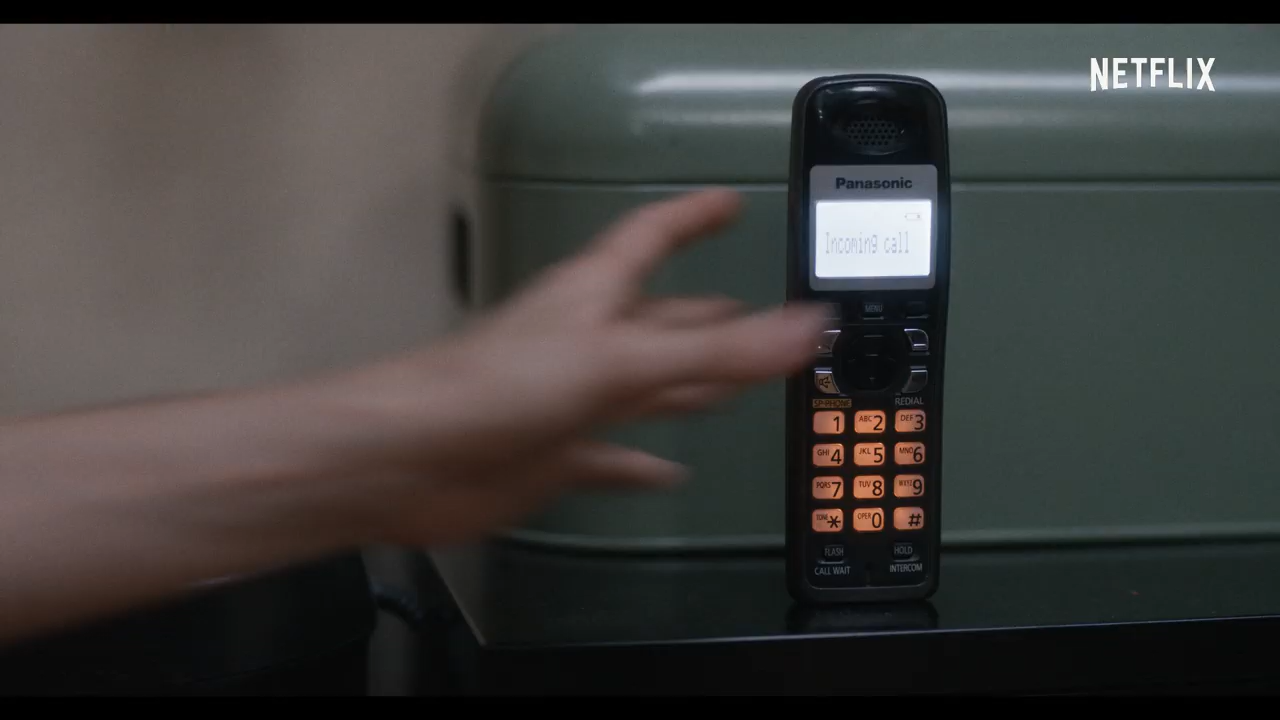 NETFLIX
Panasonic
Incoming call
MENU
SP-PHONE
REDIAL
1 ABC 2 DEF 3
GHI 4 JKL 5 MNO 6
PQRS 7 TUV 8 WXYZ 9
TONE * OPER 0 #
FLASH HOLD
CALL WAIT INTERCOM